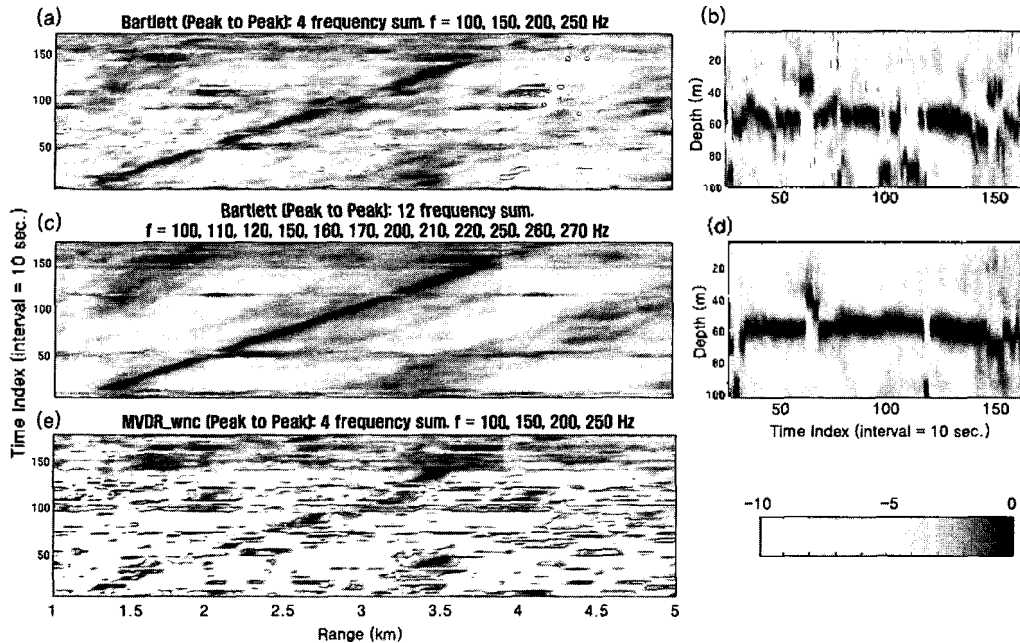 (a)
Bartlett (Peak to Peak): 4 frequency sum. f = 100, 150, 200, 250 Hz
150
100
50
(b)
Depth (m)
20
40
60
80
100
50
100
150
(c)
Bartlett (Peak to Peak): 12 frequency sum.
f = 100, 110, 120, 150, 160, 170, 200, 210, 220, 250, 260, 270 Hz
150
100
50
Time Index (interval = 10 sec.)
(d)
Depth (m)
20
40
60
80
100
50
100
150
Time Index (interval = 10 sec.)
(e)
MVDR_wnc (Peak to Peak): 4 frequency sum. f = 100, 150, 200, 250 Hz
150
100
50
1
1.5
2
2.5
3
3.5
4
4.5
5
Range (km)
-10
-5
0